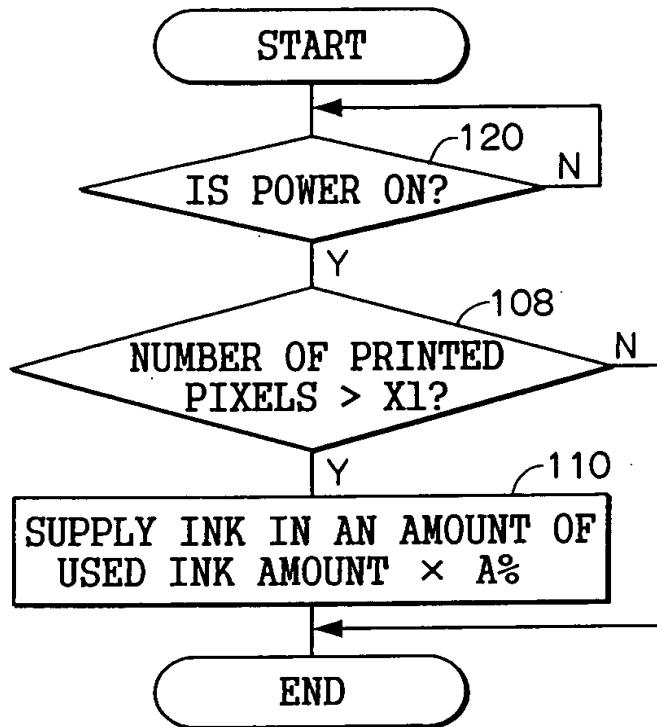 START
120
IS POWER ON?
N
Y
108
NUMBER OF PRINTED
PIXELS > X1?
N
Y
110
SUPPLY INK IN AN AMOUNT OF
USED INK AMOUNT × A%
END